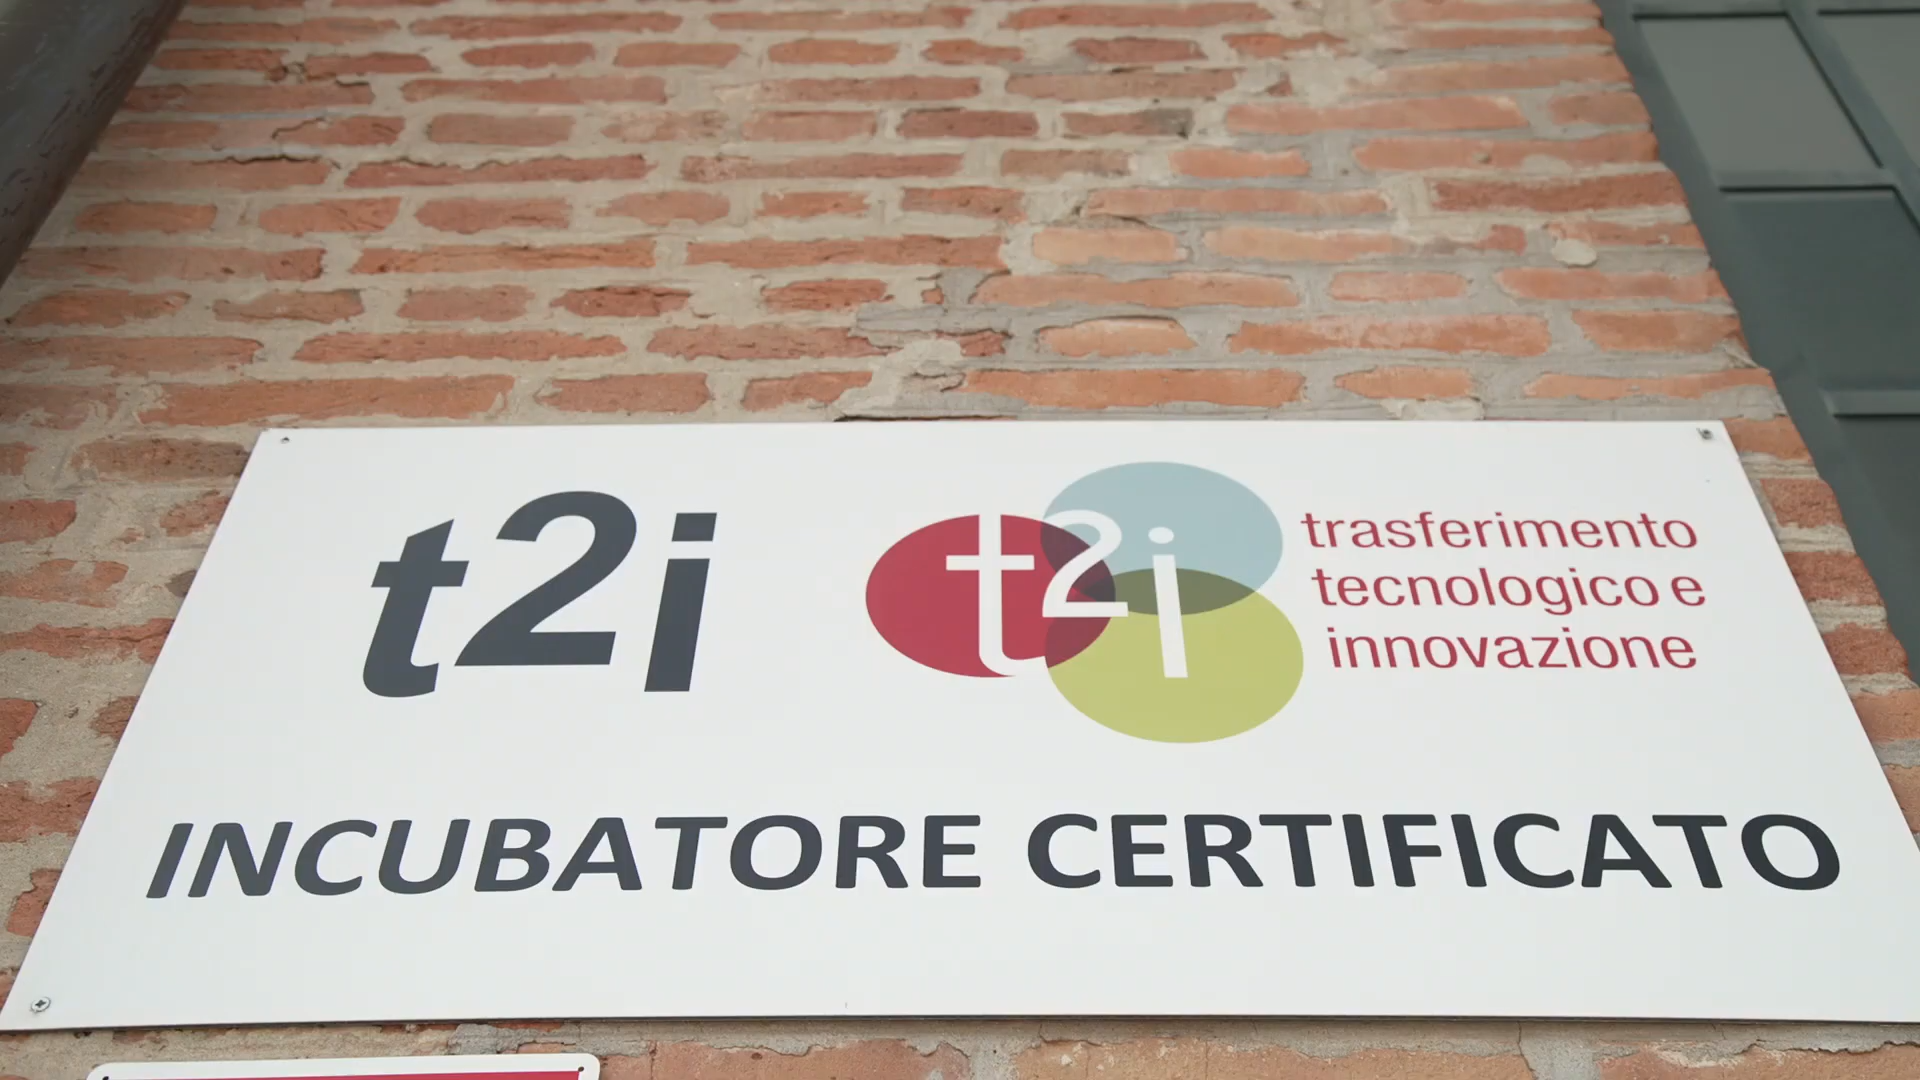 t2i
t2i
trasferimento
tecnologico e
innovazione
INCUBATORE CERTIFICATO